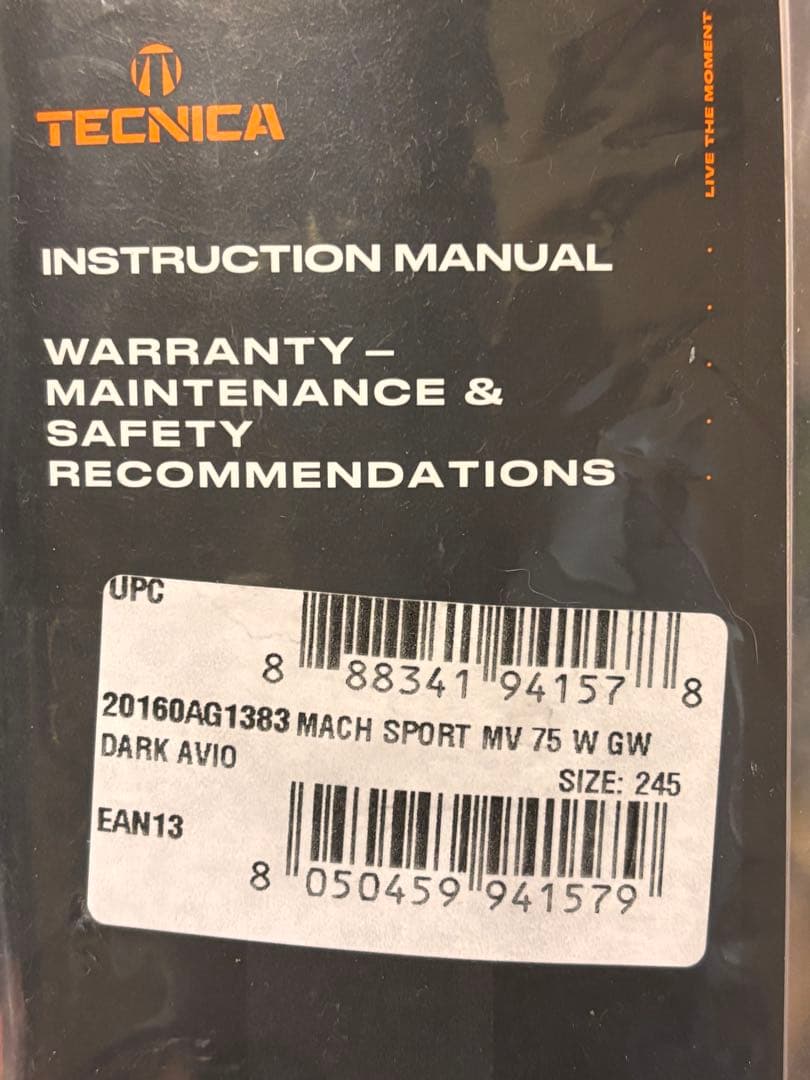 TECNICA
LIVE THE MOMENT
INSTRUCTION MANUAL
WARRANTY –
MAINTENANCE &
SAFETY
RECOMMENDATIONS
UPC
8 88341 94157 8
20160AG1383 MACH SPORT MV 75 W GW
DARK AVIO
SIZE: 245
EAN13
8 050459 941579